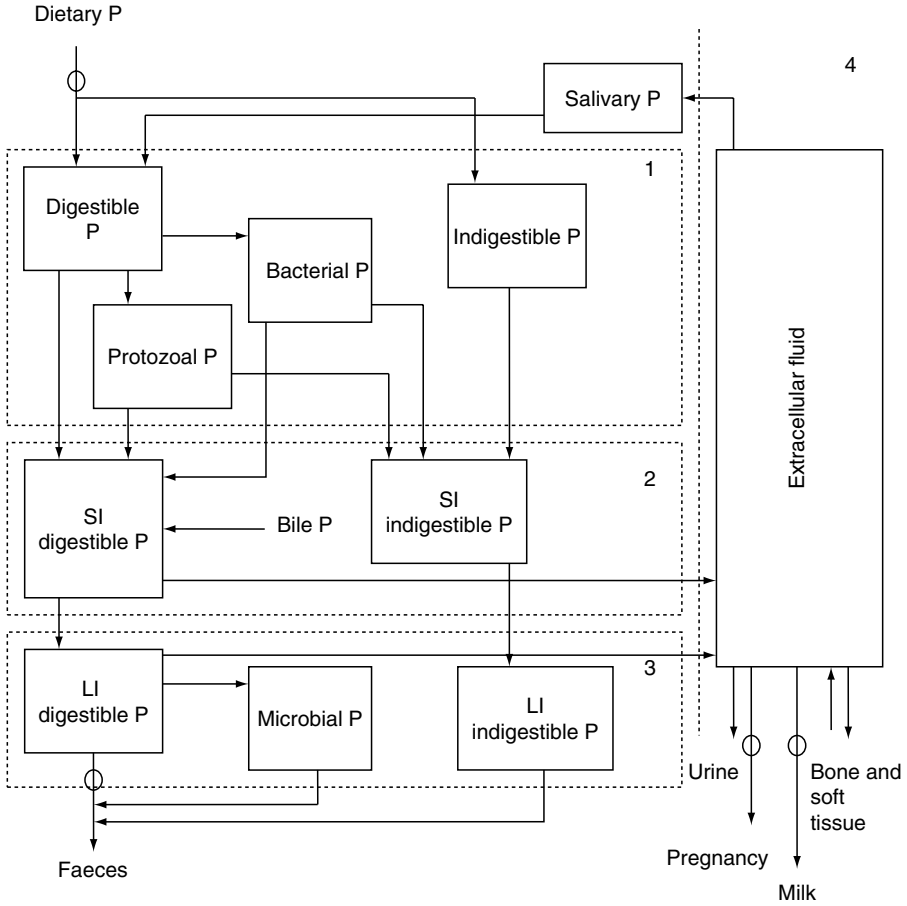 Dietary P
4
Salivary P
1
Digestible
P
Indigestible P
Bacterial P
Protozoal P
Extracellular fluid
2
SI
digestible P
Bile P
SI
indigestible P
3
LI
digestible P
Microbial P
LI
indigestible P
Urine
Bone and
soft
tissue
Pregnancy
Faeces
Milk